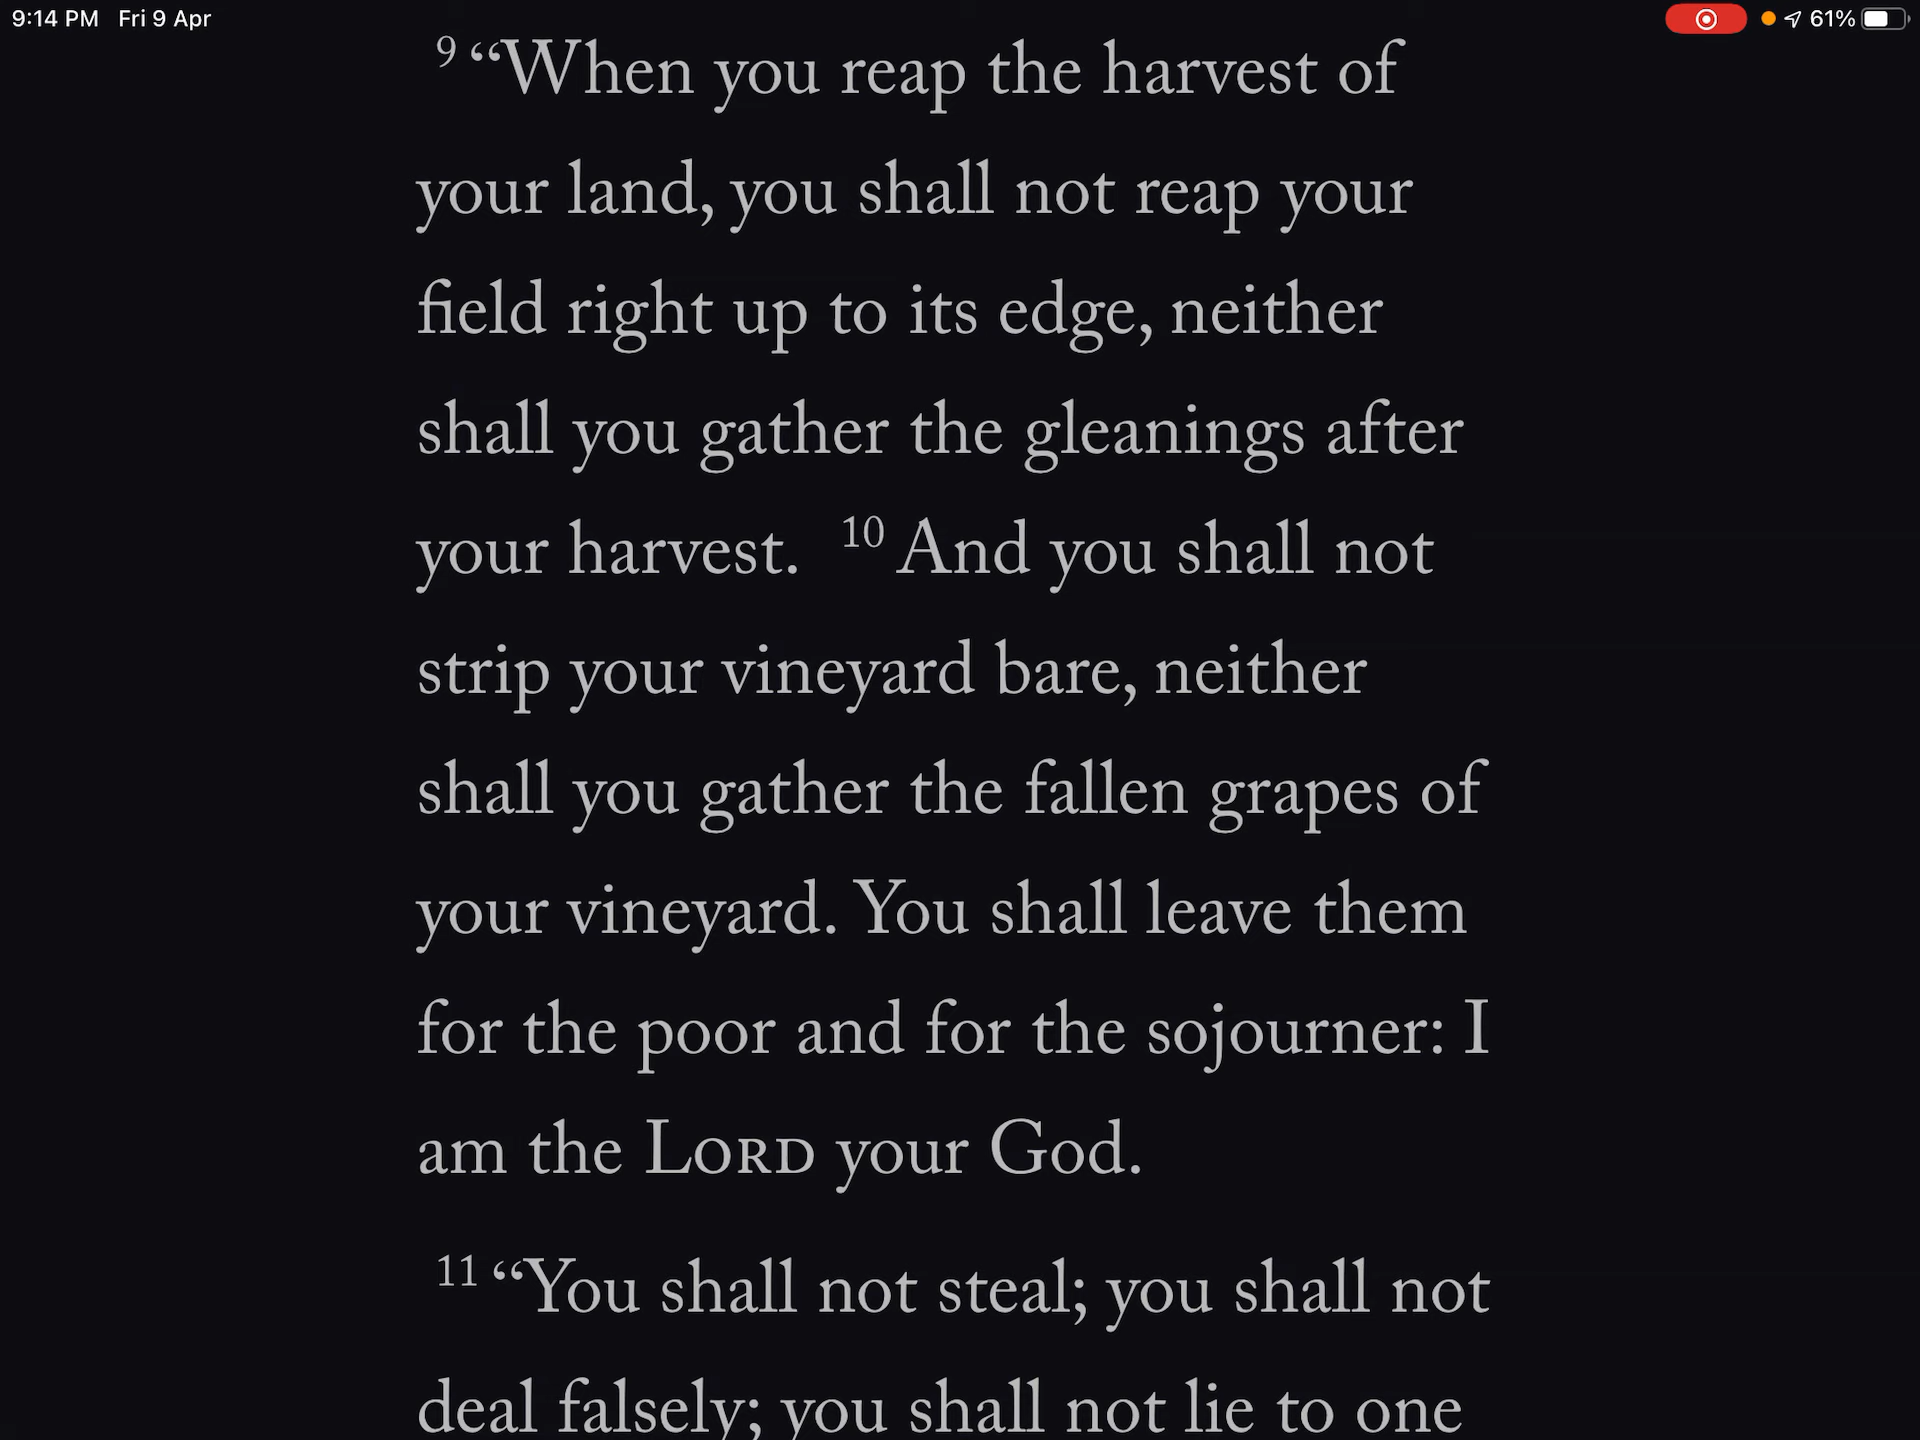 9:14 PM Fri 9 Apr 61%
9 “When you reap the harvest of
your land, you shall not reap your
field right up to its edge, neither
shall you gather the gleanings after
your harvest. 10 And you shall not
strip your vineyard bare, neither
shall you gather the fallen grapes of
your vineyard. You shall leave them
for the poor and for the sojourner: I
am the LORD your God.
11 “You shall not steal; you shall not
deal falsely; you shall not lie to one